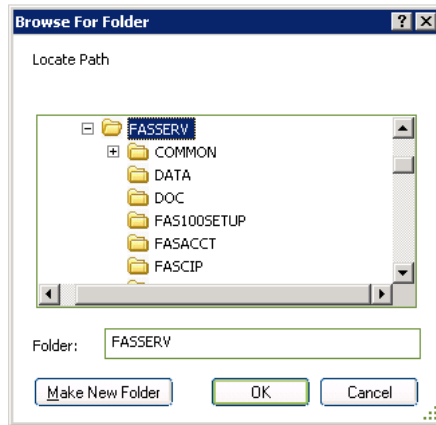 Browse For Folder
Locate Path
FASSERV
COMMON
DATA
DOC
FAS100SETUP
FASACCT
FASCIP
Folder: FASSERV
Make New Folder OK Cancel